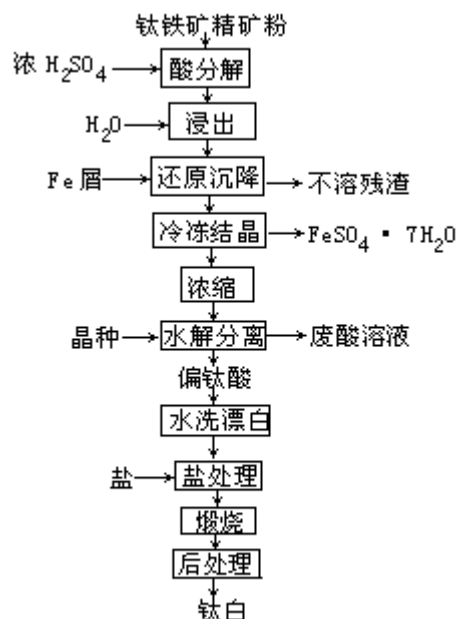 钛铁矿精矿粉
浓 H₂SO₄ 酸分解
H₂O 浸出
Fe屑 还原沉降 不溶残渣
冷冻结晶 FeSO₄ · 7H₂O
浓缩
晶种 水解分离 废酸溶液
偏钛酸
水洗漂白
盐 盐处理
煅烧
后处理
钛白